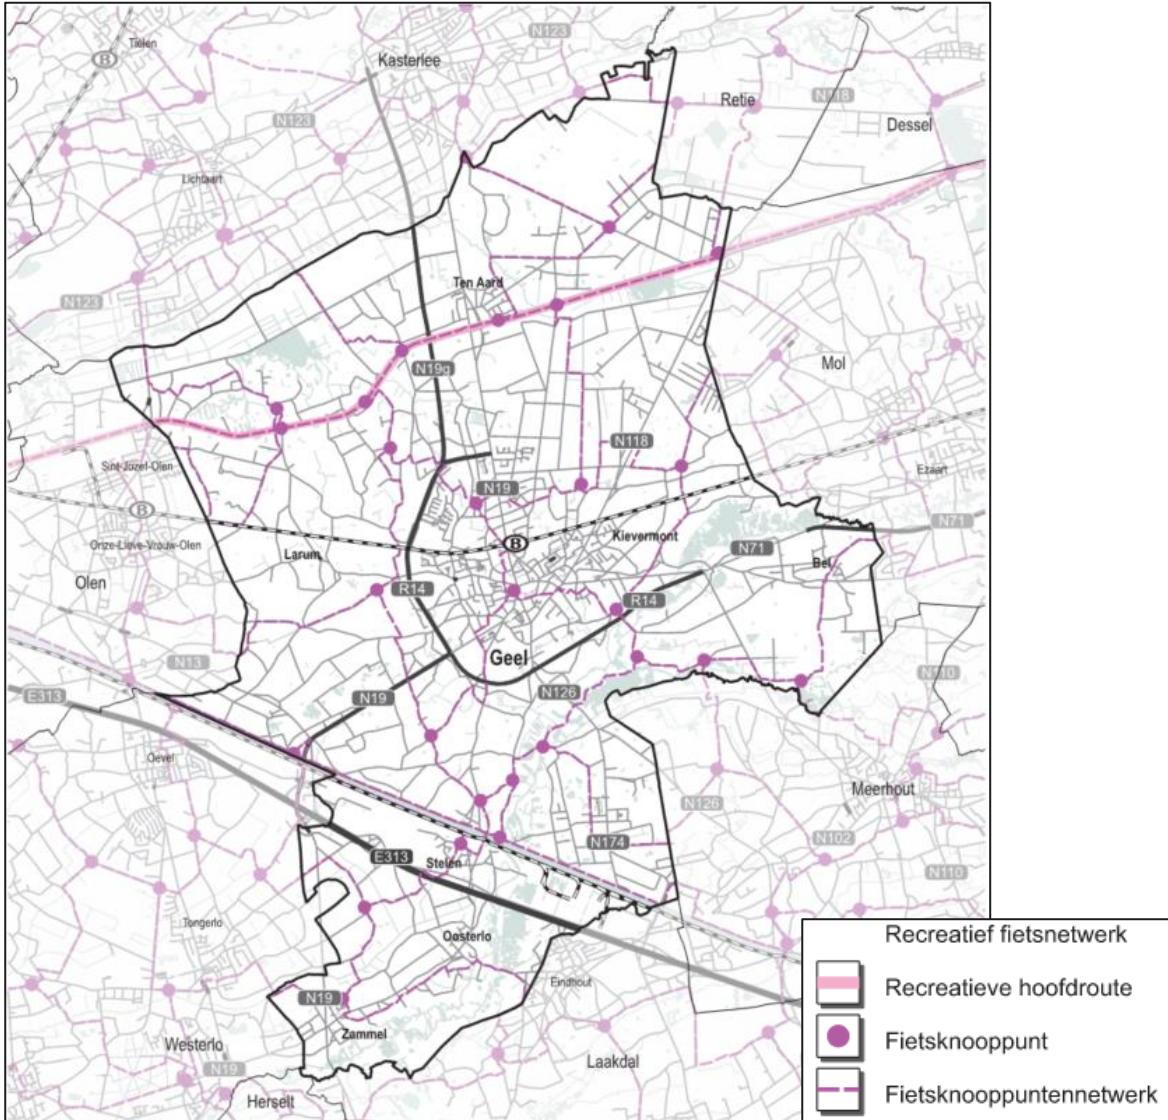 N123
Tielen
B
Kasterlee
Retie
N118
N123
Dessel
Lichtaart
Ten Aard
N123
Mol
N19g
N118
Sint-Jozef-Olen
Ezaart
N19
B
N71
Kievermont
B
Onze-Lieve-Vrouw-Olen
N71
Larum
Bel
Olen
R14
R14
Geel
N13
N110
E313
N19
N126
Oevel
Meerhout
N126
N174
N102
E313
Stelen
N110
Tongerlo
Oosterlo
Eindhout
N19
Zammel
Westerlo
Laakdal
N19
Herselt
Recreatief fietsnetwerk
Recreatieve hoofdroute
Fietsknooppunt
Fietsknooppuntennetwerk